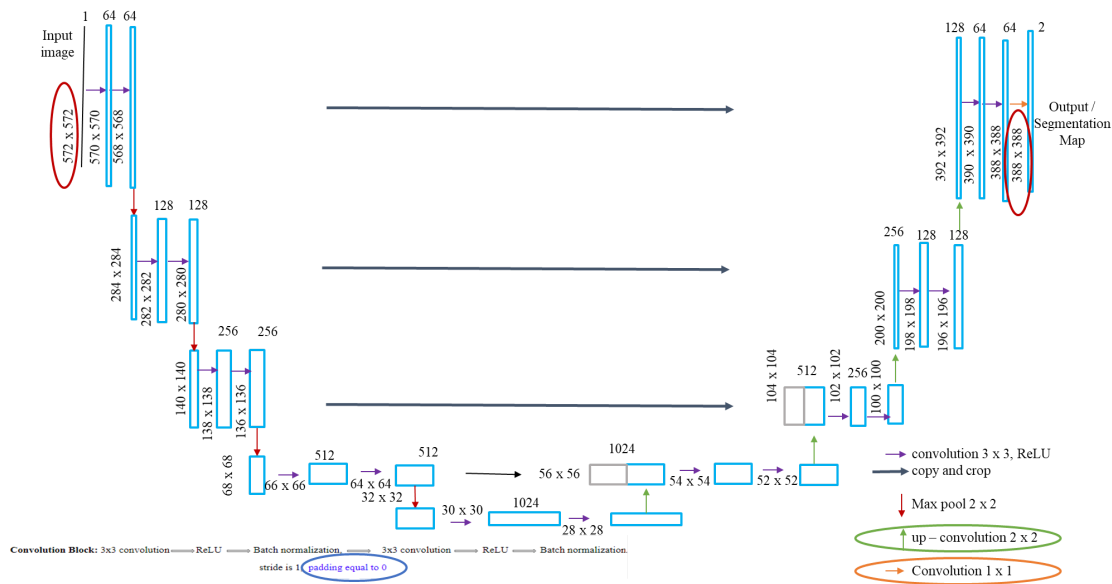 1 64 64
Input
image
572 x 572
570 x 570
568 x 568
128 128
284 x 284
282 x 282
280 x 280
256 256
140 x 140
138 x 138
136 x 136
512 512
68 x 68
66 x 66
64 x 64
32 x 32
30 x 30
1024
28 x 28
1024
56 x 56
54 x 54
52 x 52
512
256
104 x 104
102 x 102
100 x 100
256 128 128
200 x 200
198 x 198
196 x 196
128 64 64 2
392 x 392
390 x 390
388 x 388
388 x 388
Output /
Segmentation
Map
convolution 3 x 3, ReLU
copy and crop
Max pool 2 x 2
up – convolution 2 x 2
Convolution 1 x 1
Convolution Block: 3x3 convolution ReLU Batch normalization, 3x3 convolution ReLU Batch normalization.
stride is 1, padding equal to 0